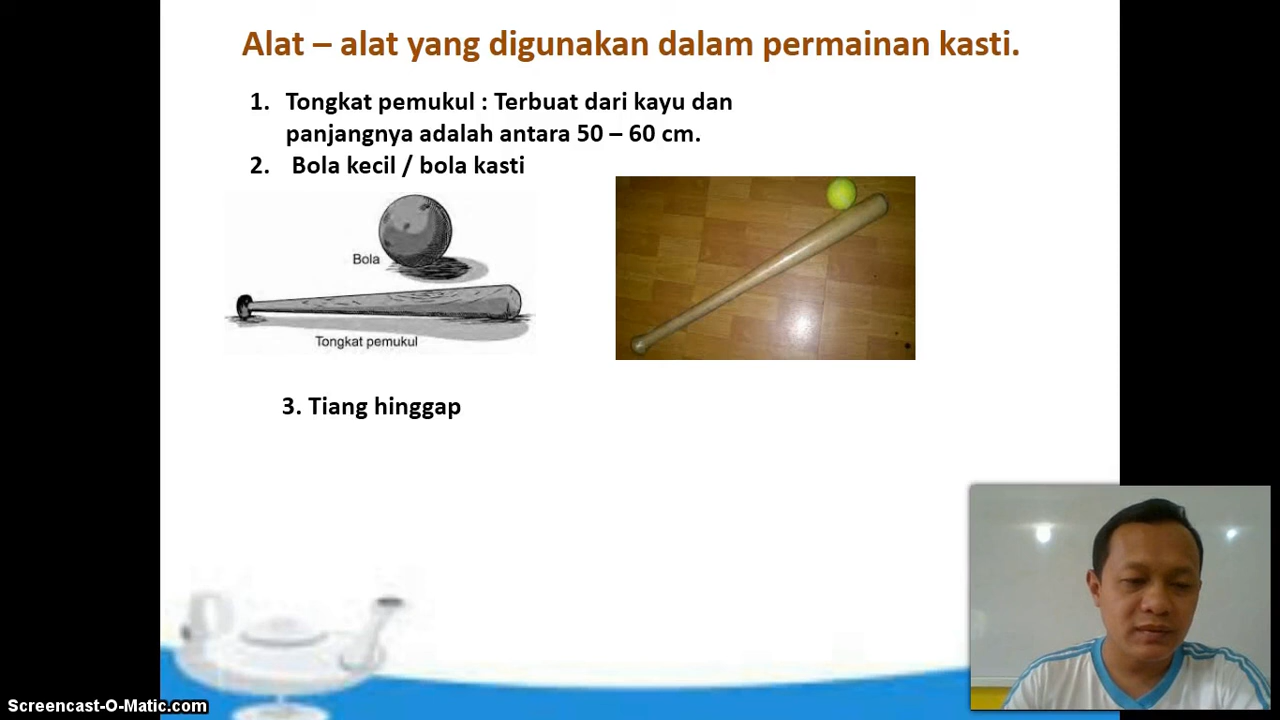 Alat – alat yang digunakan dalam permainan kasti.
1. Tongkat pemukul : Terbuat dari kayu dan
panjangnya adalah antara 50 – 60 cm.
2. Bola kecil / bola kasti
Bola
Tongkat pemukul
3. Tiang hinggap
Screencast-O-Matic.com